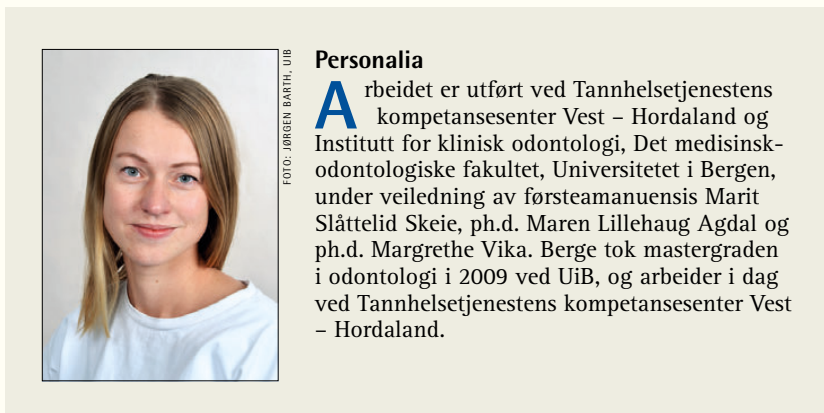 FOTO: JØRGEN BARTH, UIB
Personalia
Arbeidet er utført ved Tannhelsetjenestens
kompetansesenter Vest – Hordaland og
Institutt for klinisk odontologi, Det medisinsk-
odontologiske fakultet, Universitetet i Bergen,
under veiledning av førsteamanuensis Marit
Slåttelid Skeie, ph.d. Maren Lillehaug Agdal og
ph.d. Margrethe Vika. Berge tok mastergraden
i odontologi i 2009 ved UiB, og arbeider i dag
ved Tannhelsetjenestens kompetansesenter Vest
– Hordaland.